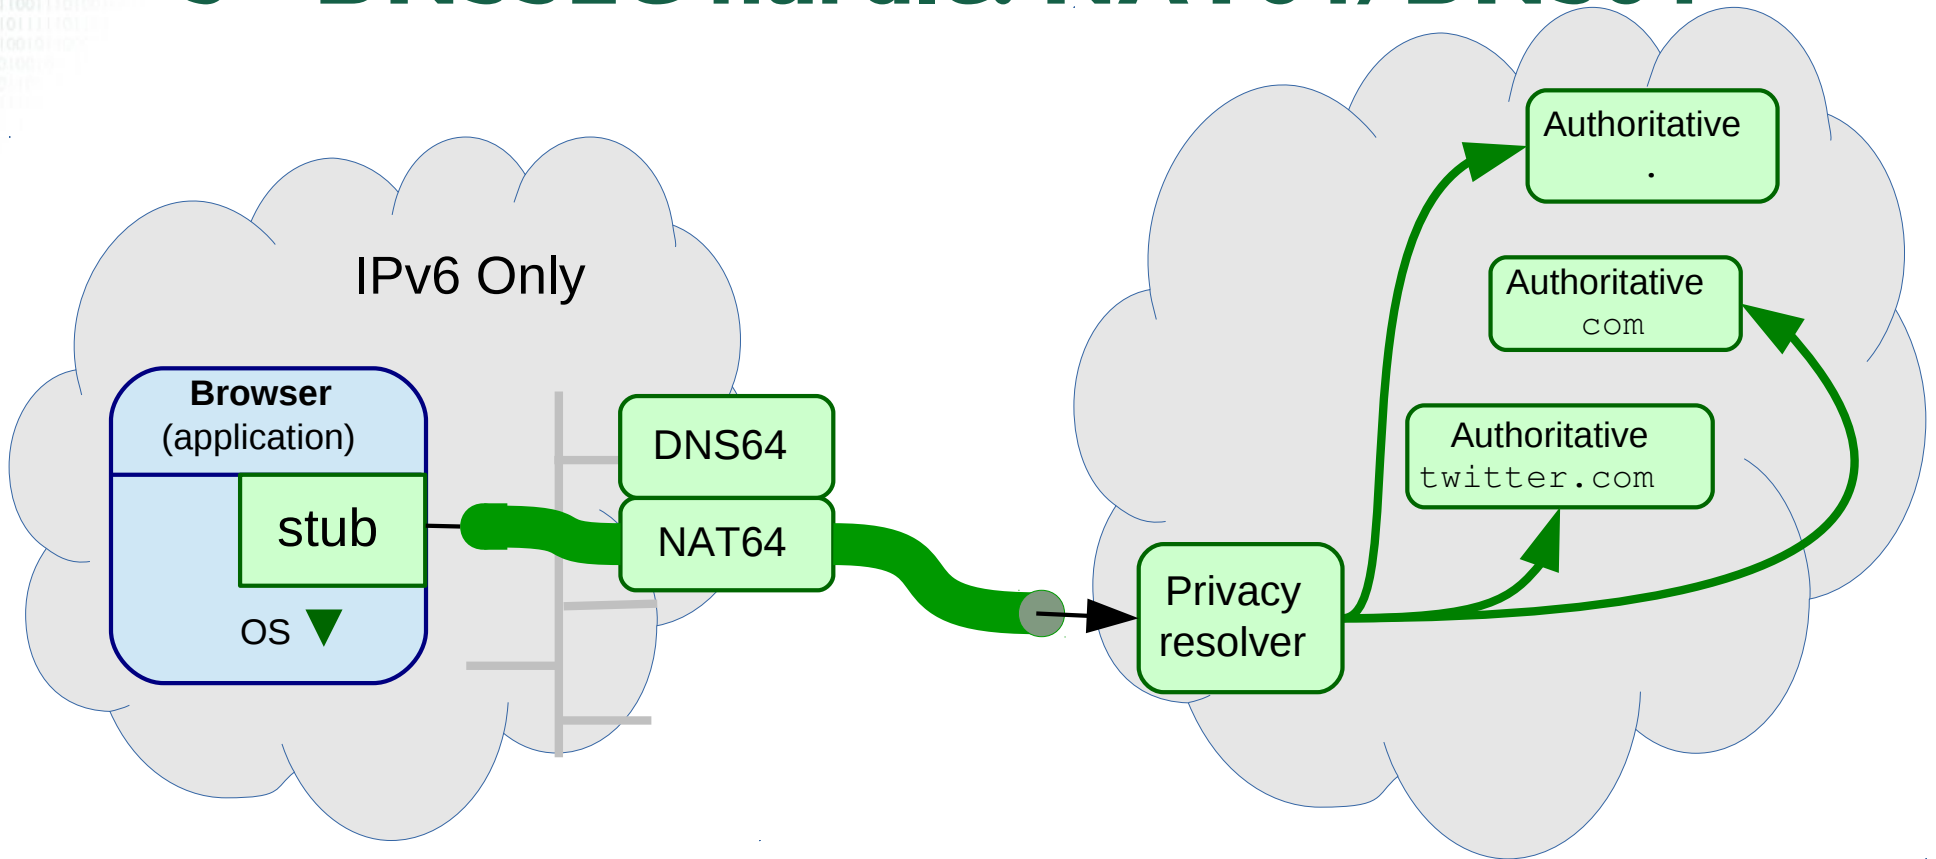 IPv6 Only
Browser
(application)
stub
OS
DNS64
NAT64
Privacy
resolver
Authoritative
.
Authoritative
com
Authoritative
twitter.com